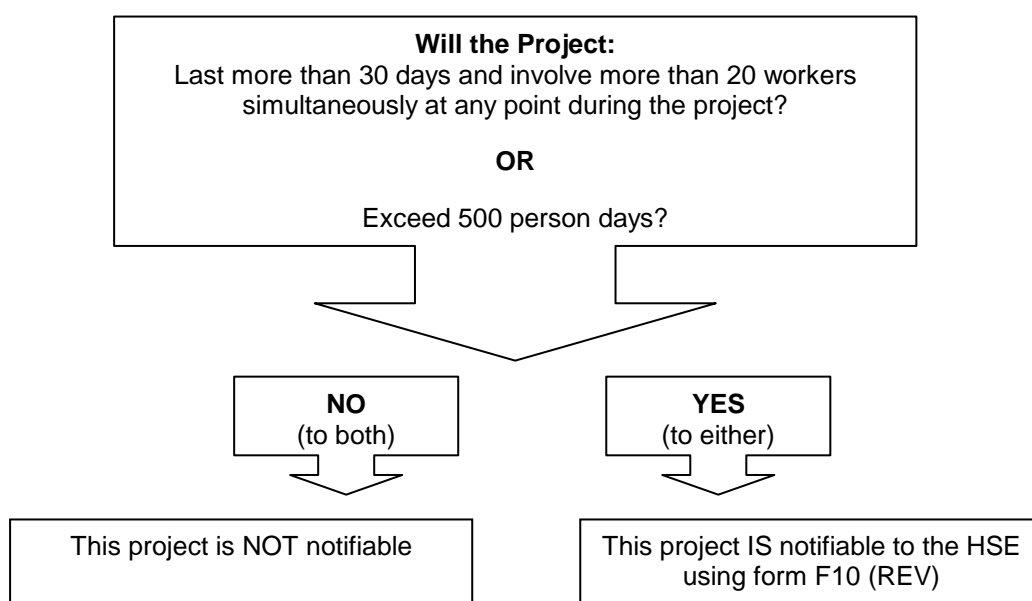 Will the Project:
Last more than 30 days and involve more than 20 workers
simultaneously at any point during the project?
OR
Exceed 500 person days?
NO
(to both)
YES
(to either)
This project is NOT notifiable
This project IS notifiable to the HSE
using form F10 (REV)